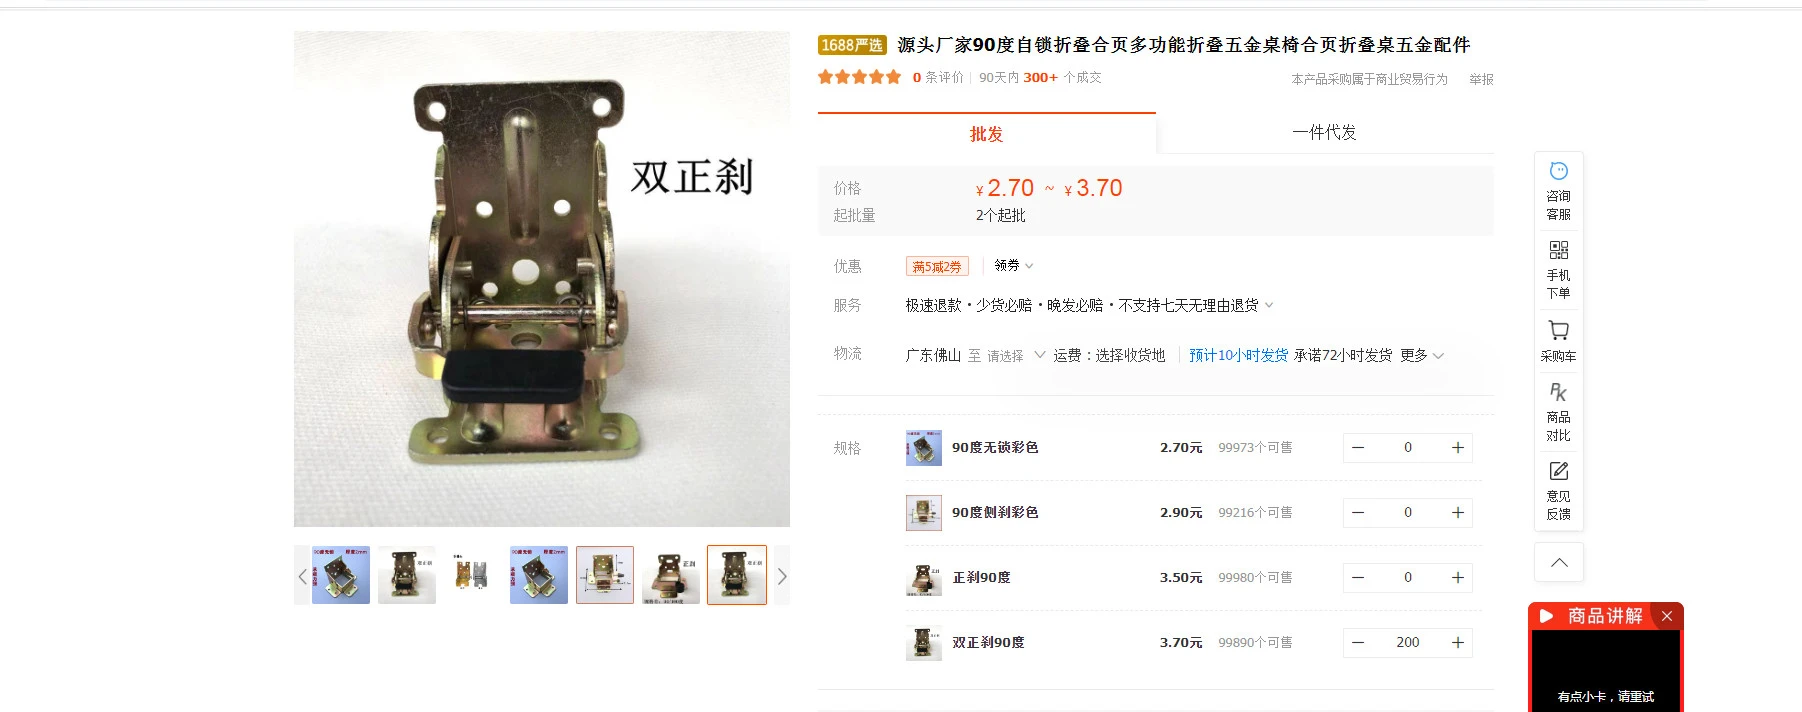 1688严选 源头厂家90度自锁折叠合页多功能折叠五金桌椅合页折叠桌五金配件
0 条评价 90天内 300+ 个成交 本产品采购属于商业贸易行为 举报
批发 一件代发
双正刹
价格 ¥2.70 ~ ¥3.70
起批量 2个起批
优惠 满5减2券 领券
服务 极速退款・少货必赔・晚发必赔・不支持七天无理由退货
物流 广东佛山 至 请选择 运费：选择收货地 预计10小时发货 承诺72小时发货 更多
规格 90度无锁彩色 2.70元 99973个可售 — 0 +
90度侧刹彩色 2.90元 99216个可售 — 0 +
正刹90度 3.50元 99980个可售 — 0 +
双正刹90度 3.70元 99890个可售 — 200 +
咨询
客服
手机
下单
采购车
PK
商品
对比
意见
反馈
商品讲解
有点小卡，请重试